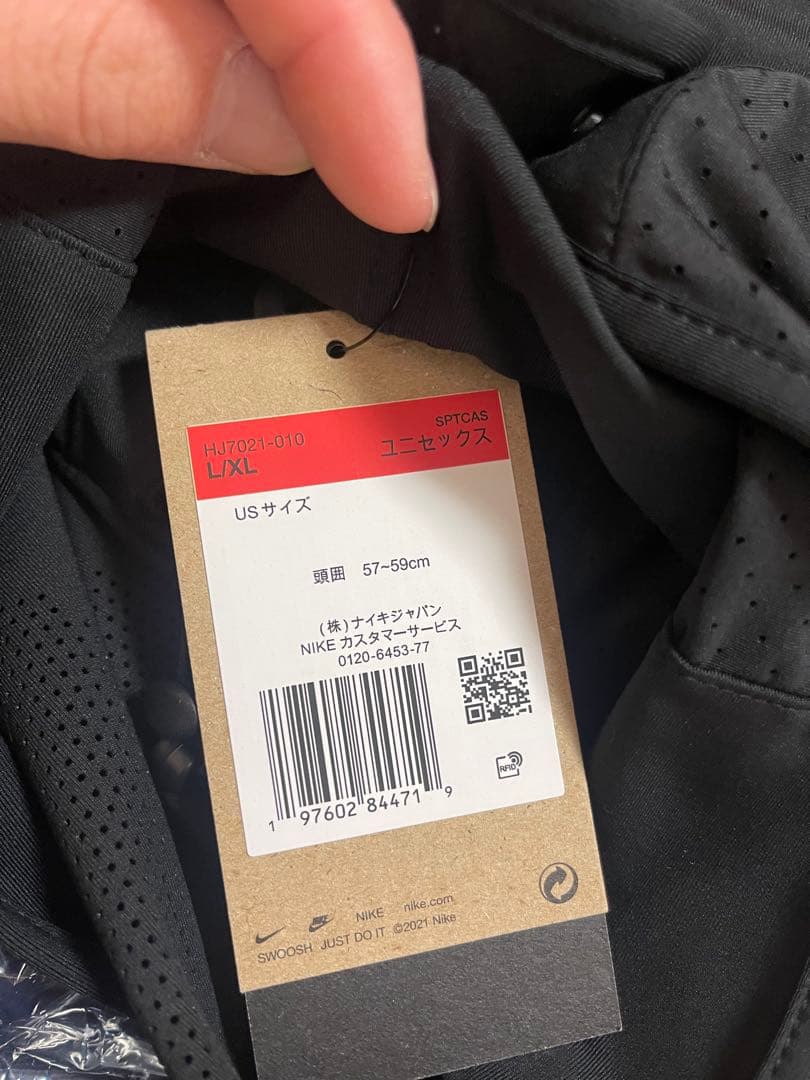 HJ7021-010
SPTCAS
L/XL
ユニセックス
USサイズ
頭囲 57~59cm
(株)ナイキジャパン
NIKE カスタマーサービス
0120-6453-77
RFID
1 97602 84471 9
NIKE nike.com
SWOOSH JUST DO IT ©2021 Nike